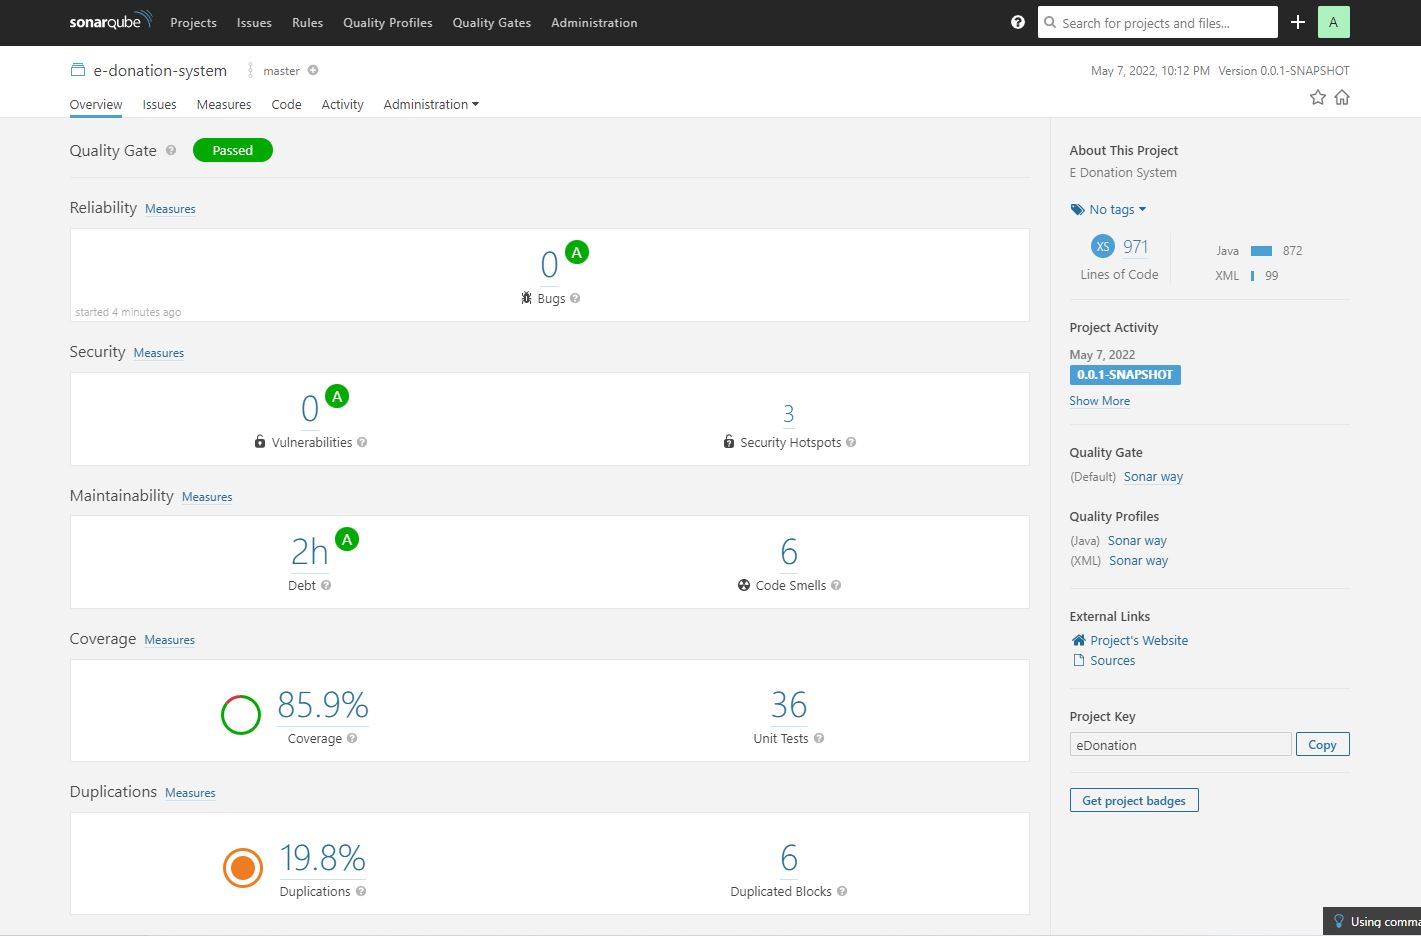 sonarqube Projects Issues Rules Quality Profiles Quality Gates Administration Search for projects and files... A
e-donation-system master May 7, 2022, 10:12 PM Version 0.0.1-SNAPSHOT
Overview Issues Measures Code Activity Administration
Quality Gate Passed
Reliability Measures
0 A
Bugs
started 4 minutes ago
Security Measures
0 A
Vulnerabilities
3
Security Hotspots
Maintainability Measures
2h A
Debt
6
Code Smells
Coverage Measures
85.9%
Coverage
36
Unit Tests
Duplications Measures
19.8%
Duplications
6
Duplicated Blocks
About This Project
E Donation System
No tags
XS 971
Lines of Code
Java 872
XML 99
Project Activity
May 7, 2022
0.0.1-SNAPSHOT
Show More
Quality Gate
(Default) Sonar way
Quality Profiles
(Java) Sonar way
(XML) Sonar way
External Links
Project's Website
Sources
Project Key
eDonation Copy
Get project badges
Using comma